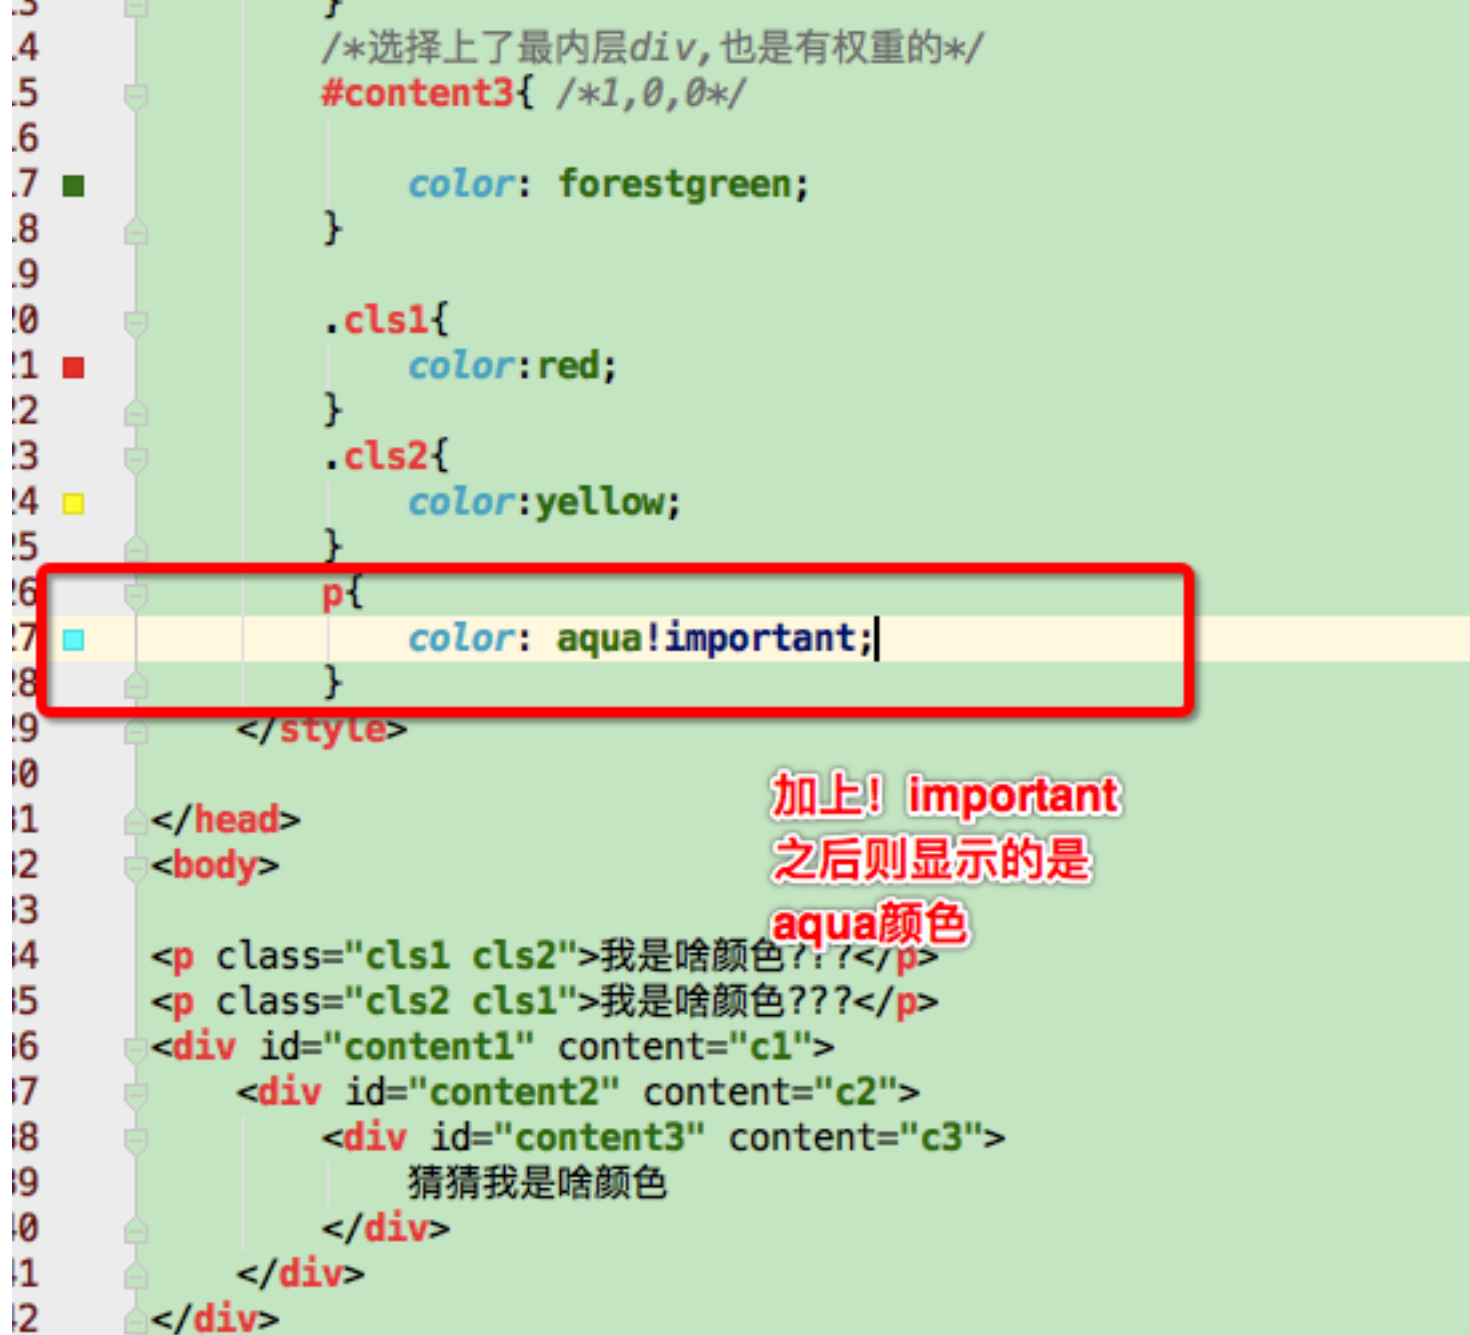 }
/*选择上了最内层div,也是有权重的*/
#content3{ /*1,0,0*/
color: forestgreen;
}
.cls1{
color:red;
}
.cls2{
color:yellow;
}
p{
color: aqua!important;
}
</style>
加上！important
之后则显示的是
aqua颜色
</head>
<body>
<p class="cls1 cls2">我是啥颜色???</p>
<p class="cls2 cls1">我是啥颜色???</p>
<div id="content1" content="c1">
<div id="content2" content="c2">
<div id="content3" content="c3">
猜猜我是啥颜色
</div>
</div>
</div>